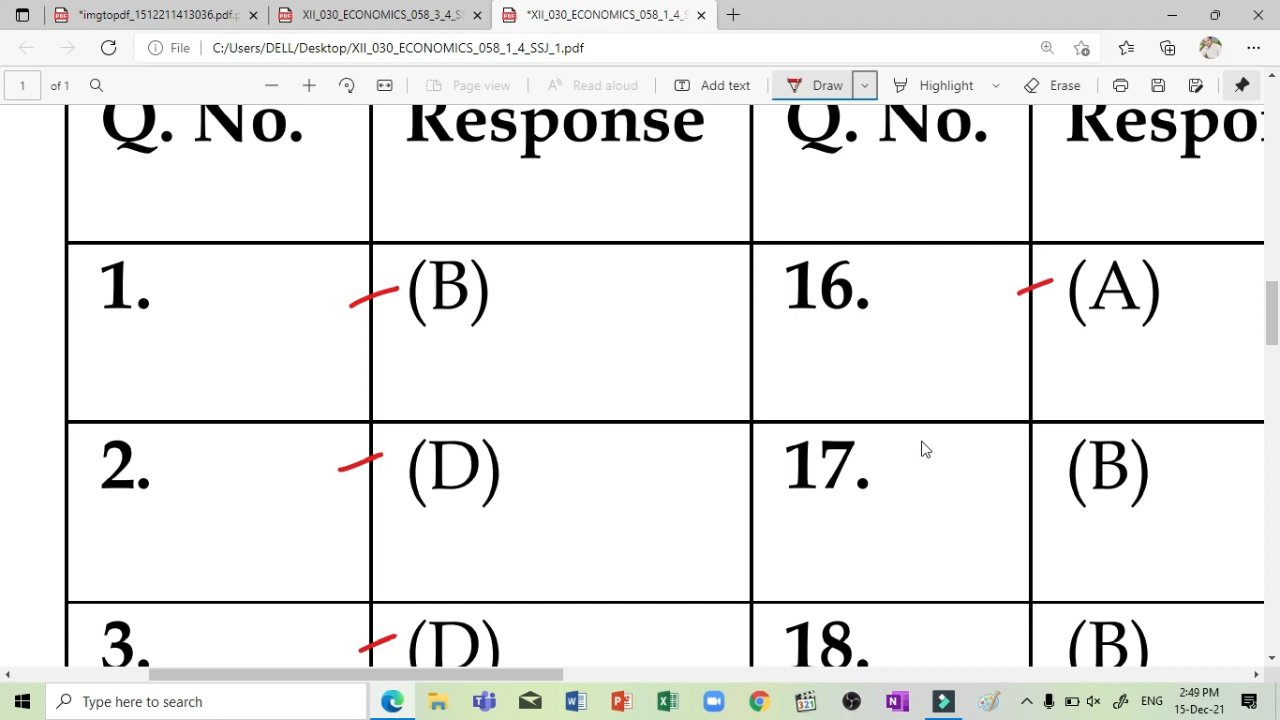 *imgtopdf_1512211413036.pdf.p
XII_030_ECONOMICS_058_3_4_S
*XII_030_ECONOMICS_058_1_4_S
File C:/Users/DELL/Desktop/XII_030_ECONOMICS_058_1_4_SSJ_1.pdf
1 of 1 Page view Read aloud Add text Draw Highlight Erase
Q. No. Response Q. No. Respo
1. (B) 16. (A)
2. (D) 17. (B)
3. (D) 18. (B)
Type here to search
ENG 2:49 PM
15-Dec-21